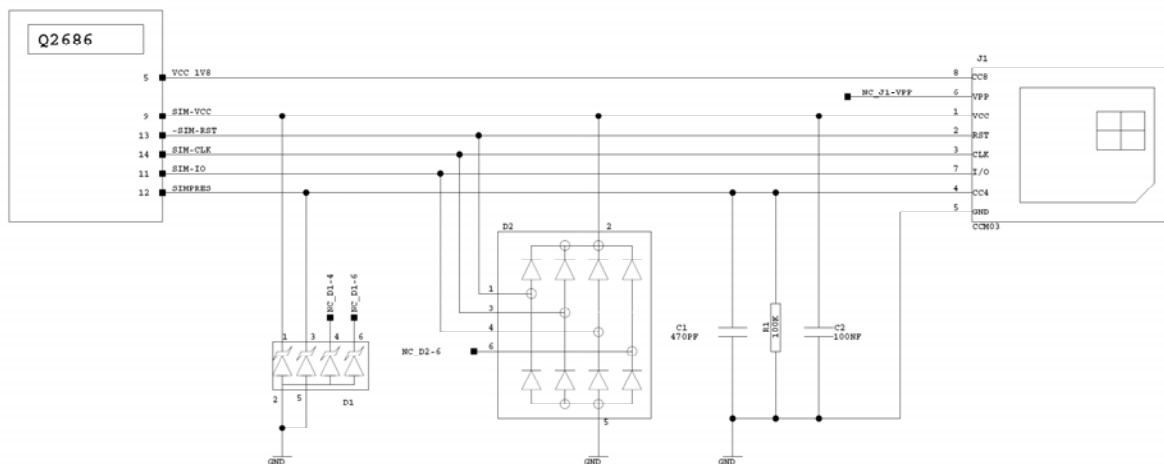 Q2686
J1
5 VCC_1V8 8 CC8
NC_J1-VPP 6 VPP
9 SIM-VCC 1 VCC
13 ~SIM-RST 2 RST
14 SIM-CLK 3 CLK
11 SIM-IO 7 I/O
12 SIMPRES 4 CC4
5 GND
CCM03
D2 2
NC_D1-4
NC_D1-6
1
3
4
NC_D2-6 6
1 3 4 6
2 5 D1
5
C1
470PF
R1
100K
C2
100NF
GND GND GND